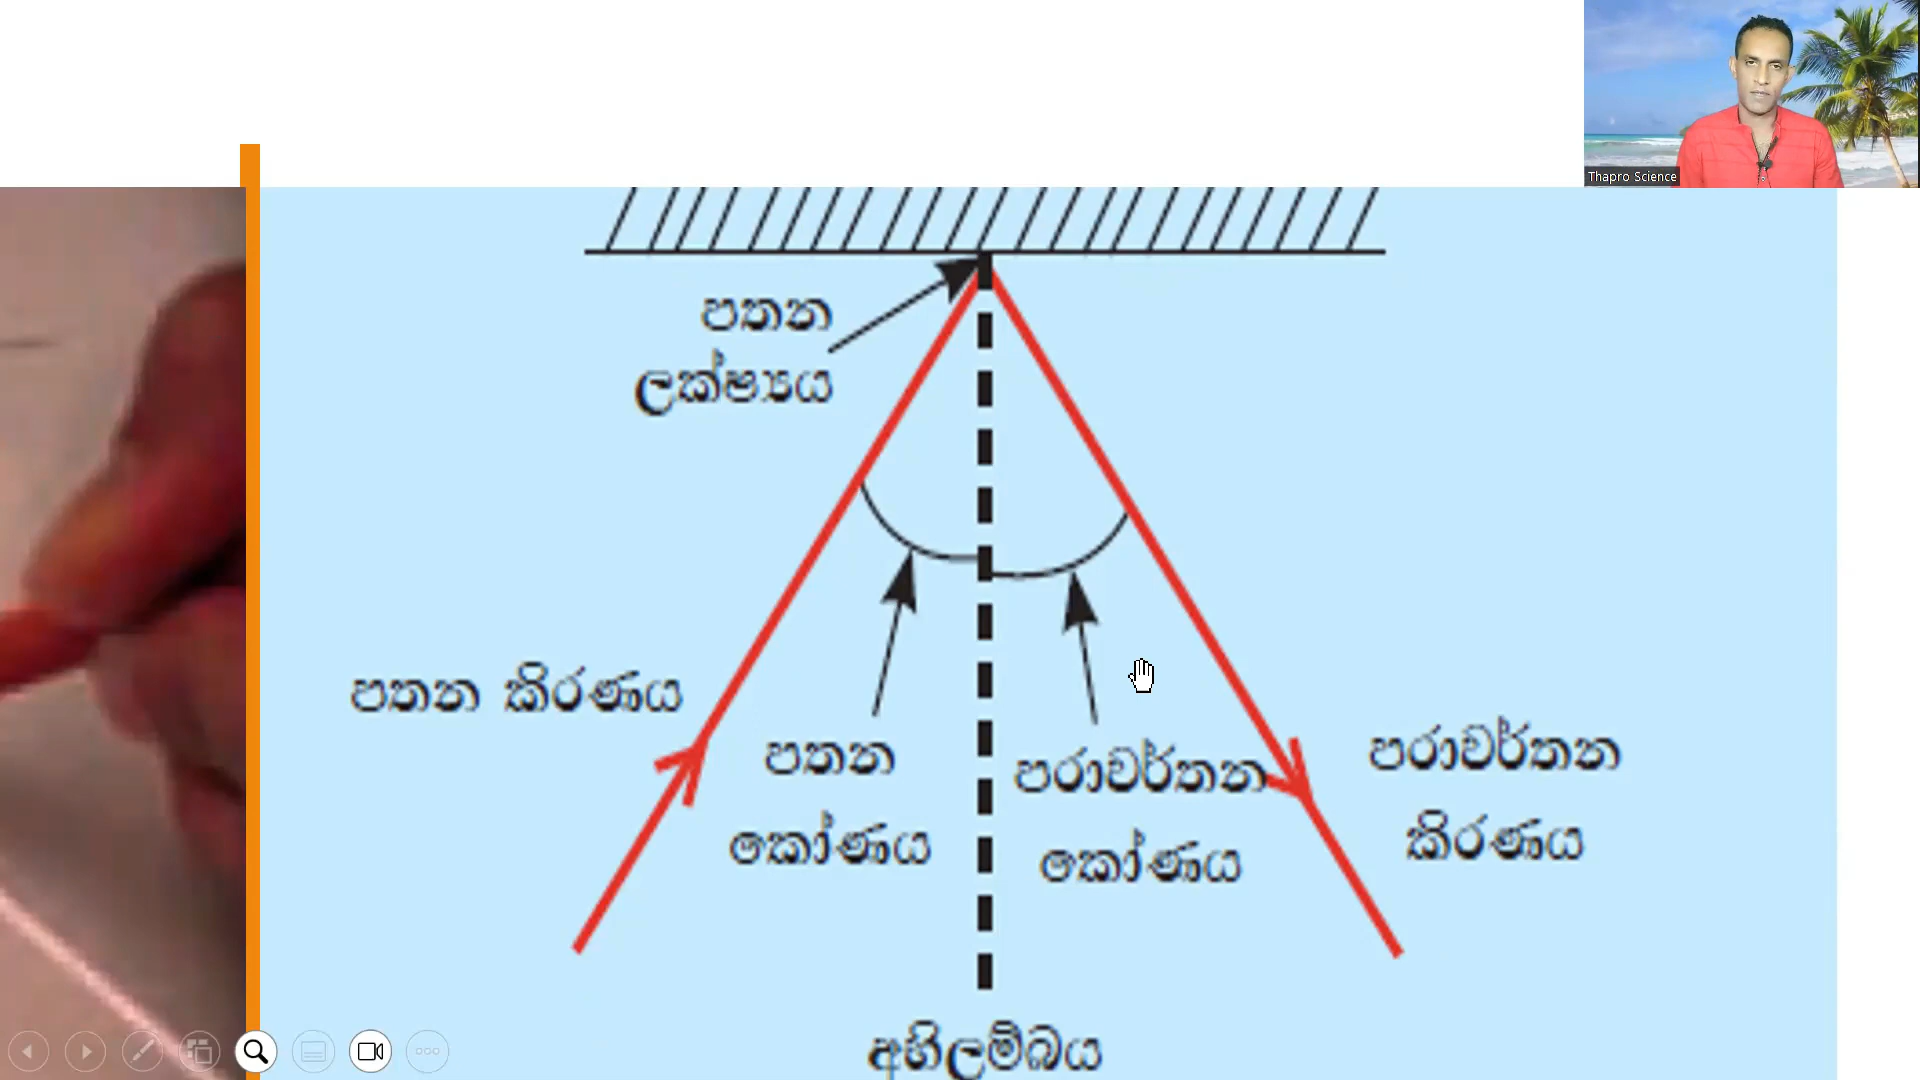 Thapro Science
පතන
ලක්ෂ්‍යය
පතන කිරණය
පතන
කෝණය
පරාවර්තන
කෝණය
පරාවර්තන
කිරණය
අභිලම්බය